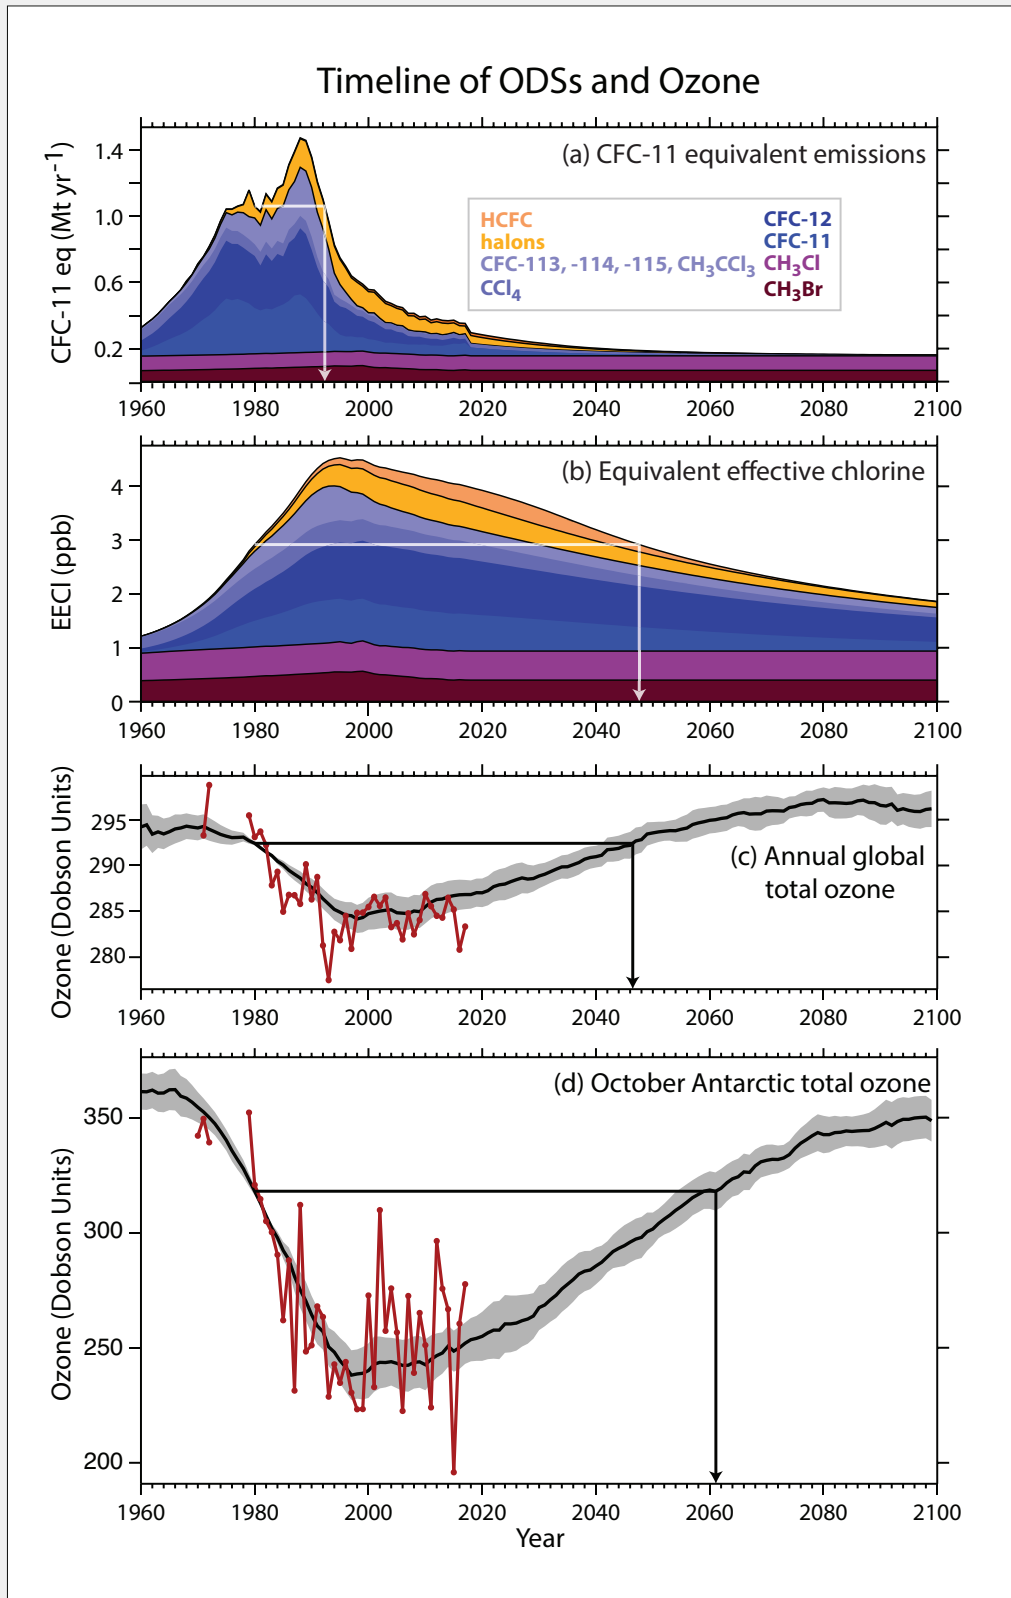 Timeline of ODSs and Ozone
CFC-11 eq (Mt yr⁻¹)
(a) CFC-11 equivalent emissions
1.4
1.0
0.6
0.2
HCFC
halons
CFC-113, -114, -115, CH₃CCl₃
CCl₄
CFC-12
CFC-11
CH₃Cl
CH₃Br
1960 1980 2000 2020 2040 2060 2080 2100
EECl (ppb)
(b) Equivalent effective chlorine
4
3
2
1
0
1960 1980 2000 2020 2040 2060 2080 2100
Ozone (Dobson Units)
295
290
285
280
(c) Annual global
total ozone
1960 1980 2000 2020 2040 2060 2080 2100
Ozone (Dobson Units)
(d) October Antarctic total ozone
350
300
250
200
1960 1980 2000 2020 2040 2060 2080 2100
Year